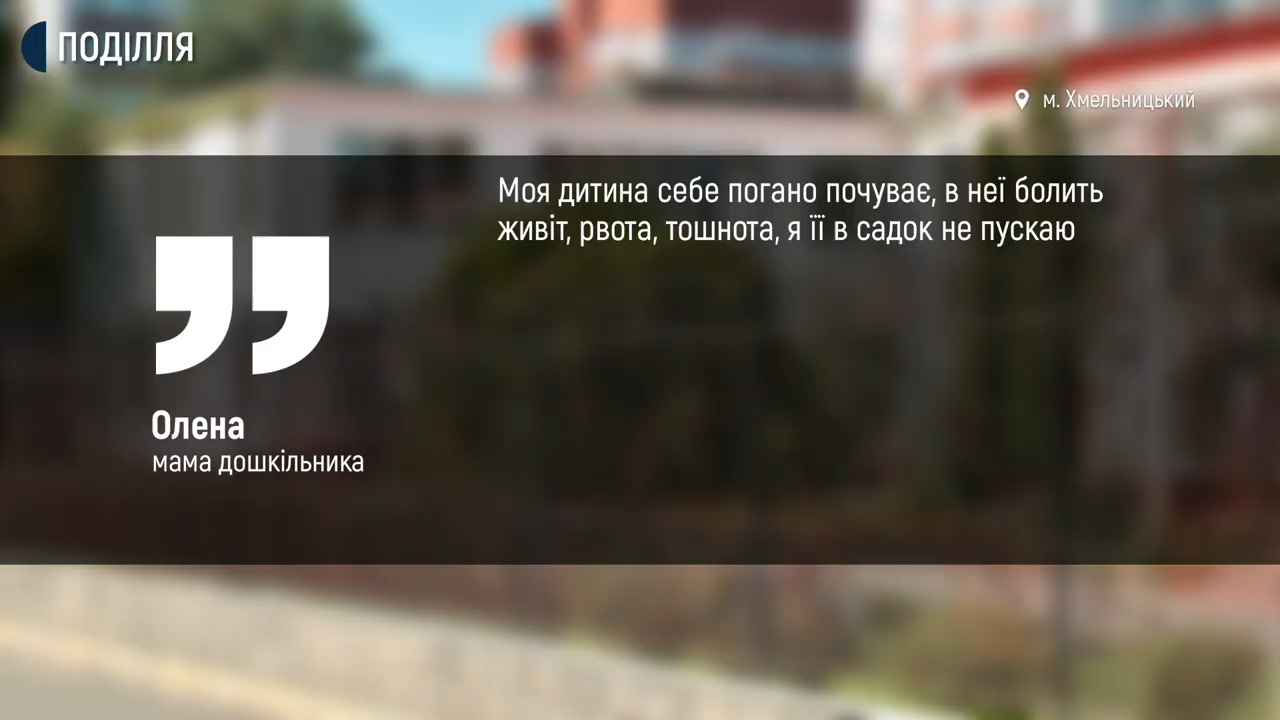 ПОДІЛЛЯ
м. Хмельницький
Моя дитина себе погано почуває, в неї болить
живіт, рвота, тошнота, я її в садок не пускаю
Олена
мама дошкільника